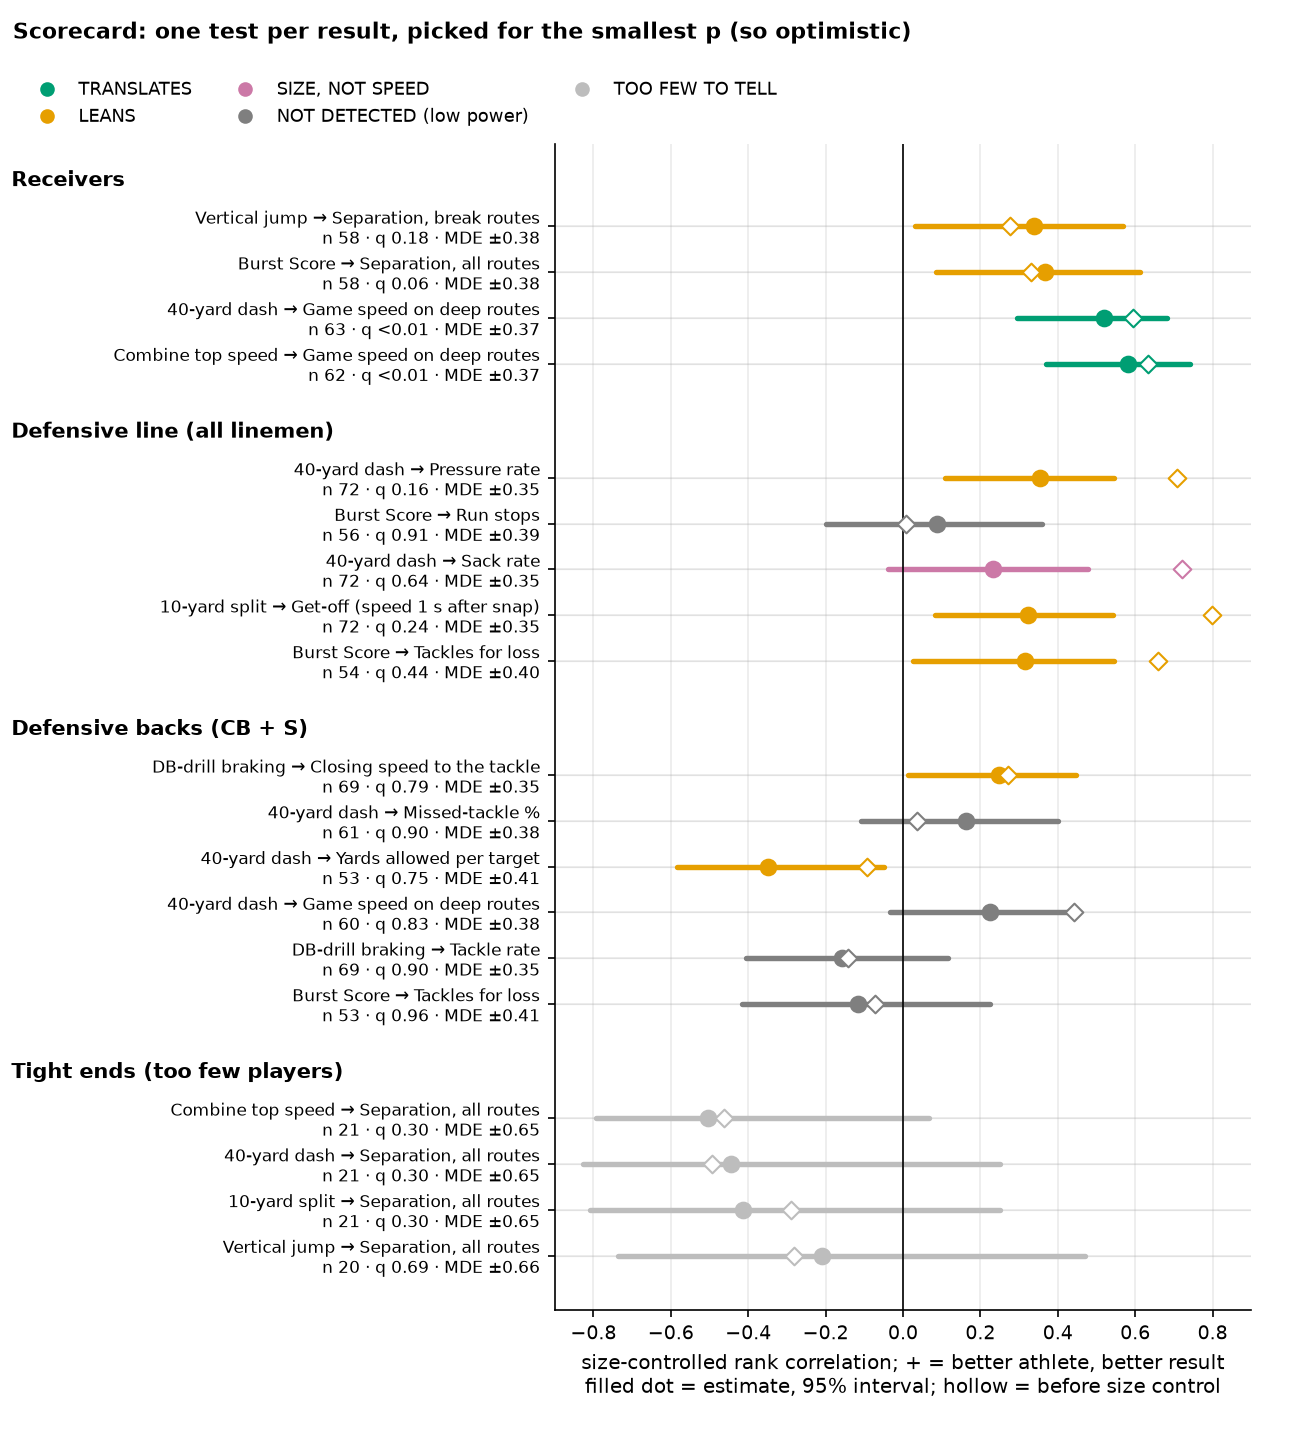 Scorecard: one test per result, picked for the smallest p (so optimistic)
TRANSLATES
SIZE, NOT SPEED
TOO FEW TO TELL
LEANS
NOT DETECTED (low power)
Receivers
Vertical jump → Separation, break routes
n 58 · q 0.18 · MDE ±0.38
Burst Score → Separation, all routes
n 58 · q 0.06 · MDE ±0.38
40-yard dash → Game speed on deep routes
n 63 · q <0.01 · MDE ±0.37
Combine top speed → Game speed on deep routes
n 62 · q <0.01 · MDE ±0.37
Defensive line (all linemen)
40-yard dash → Pressure rate
n 72 · q 0.16 · MDE ±0.35
Burst Score → Run stops
n 56 · q 0.91 · MDE ±0.39
40-yard dash → Sack rate
n 72 · q 0.64 · MDE ±0.35
10-yard split → Get-off (speed 1 s after snap)
n 72 · q 0.24 · MDE ±0.35
Burst Score → Tackles for loss
n 54 · q 0.44 · MDE ±0.40
Defensive backs (CB + S)
DB-drill braking → Closing speed to the tackle
n 69 · q 0.79 · MDE ±0.35
40-yard dash → Missed-tackle %
n 61 · q 0.90 · MDE ±0.38
40-yard dash → Yards allowed per target
n 53 · q 0.75 · MDE ±0.41
40-yard dash → Game speed on deep routes
n 60 · q 0.83 · MDE ±0.38
DB-drill braking → Tackle rate
n 69 · q 0.90 · MDE ±0.35
Burst Score → Tackles for loss
n 53 · q 0.96 · MDE ±0.41
Tight ends (too few players)
Combine top speed → Separation, all routes
n 21 · q 0.30 · MDE ±0.65
40-yard dash → Separation, all routes
n 21 · q 0.30 · MDE ±0.65
10-yard split → Separation, all routes
n 21 · q 0.30 · MDE ±0.65
Vertical jump → Separation, all routes
n 20 · q 0.69 · MDE ±0.66
−0.8 −0.6 −0.4 −0.2 0.0 0.2 0.4 0.6 0.8
size-controlled rank correlation; + = better athlete, better result
filled dot = estimate, 95% interval; hollow = before size control